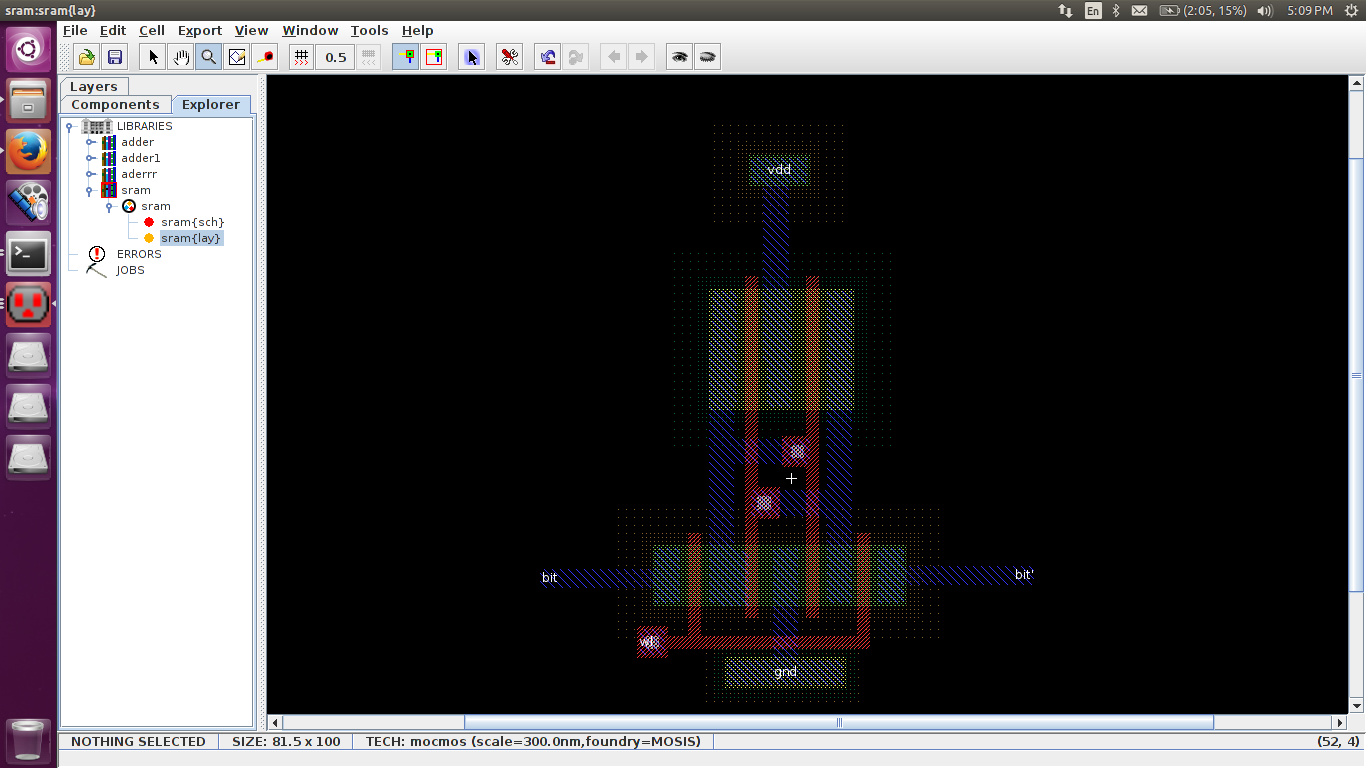 sram:sram{lay}
En
(2:05, 15%)
5:09 PM
File Edit Cell Export View Window Tools Help
0.5
Layers
Components Explorer
LIBRARIES
adder
adder1
aderrr
sram
sram
sram{sch}
sram{lay}
ERRORS
JOBS
vdd
bit
bit'
wl
gnd
NOTHING SELECTED SIZE: 81.5 x 100 TECH: mocmos (scale=300.0nm,foundry=MOSIS) (52, 4)